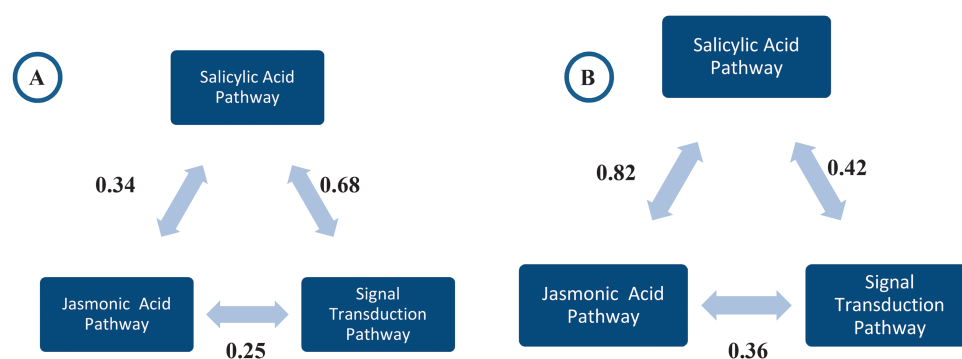 A
Salicylic Acid
Pathway
0.34
0.68
Jasmonic Acid
Pathway
Signal
Transduction
Pathway
0.25
B
Salicylic Acid
Pathway
0.82
0.42
Jasmonic Acid
Pathway
Signal
Transduction
Pathway
0.36